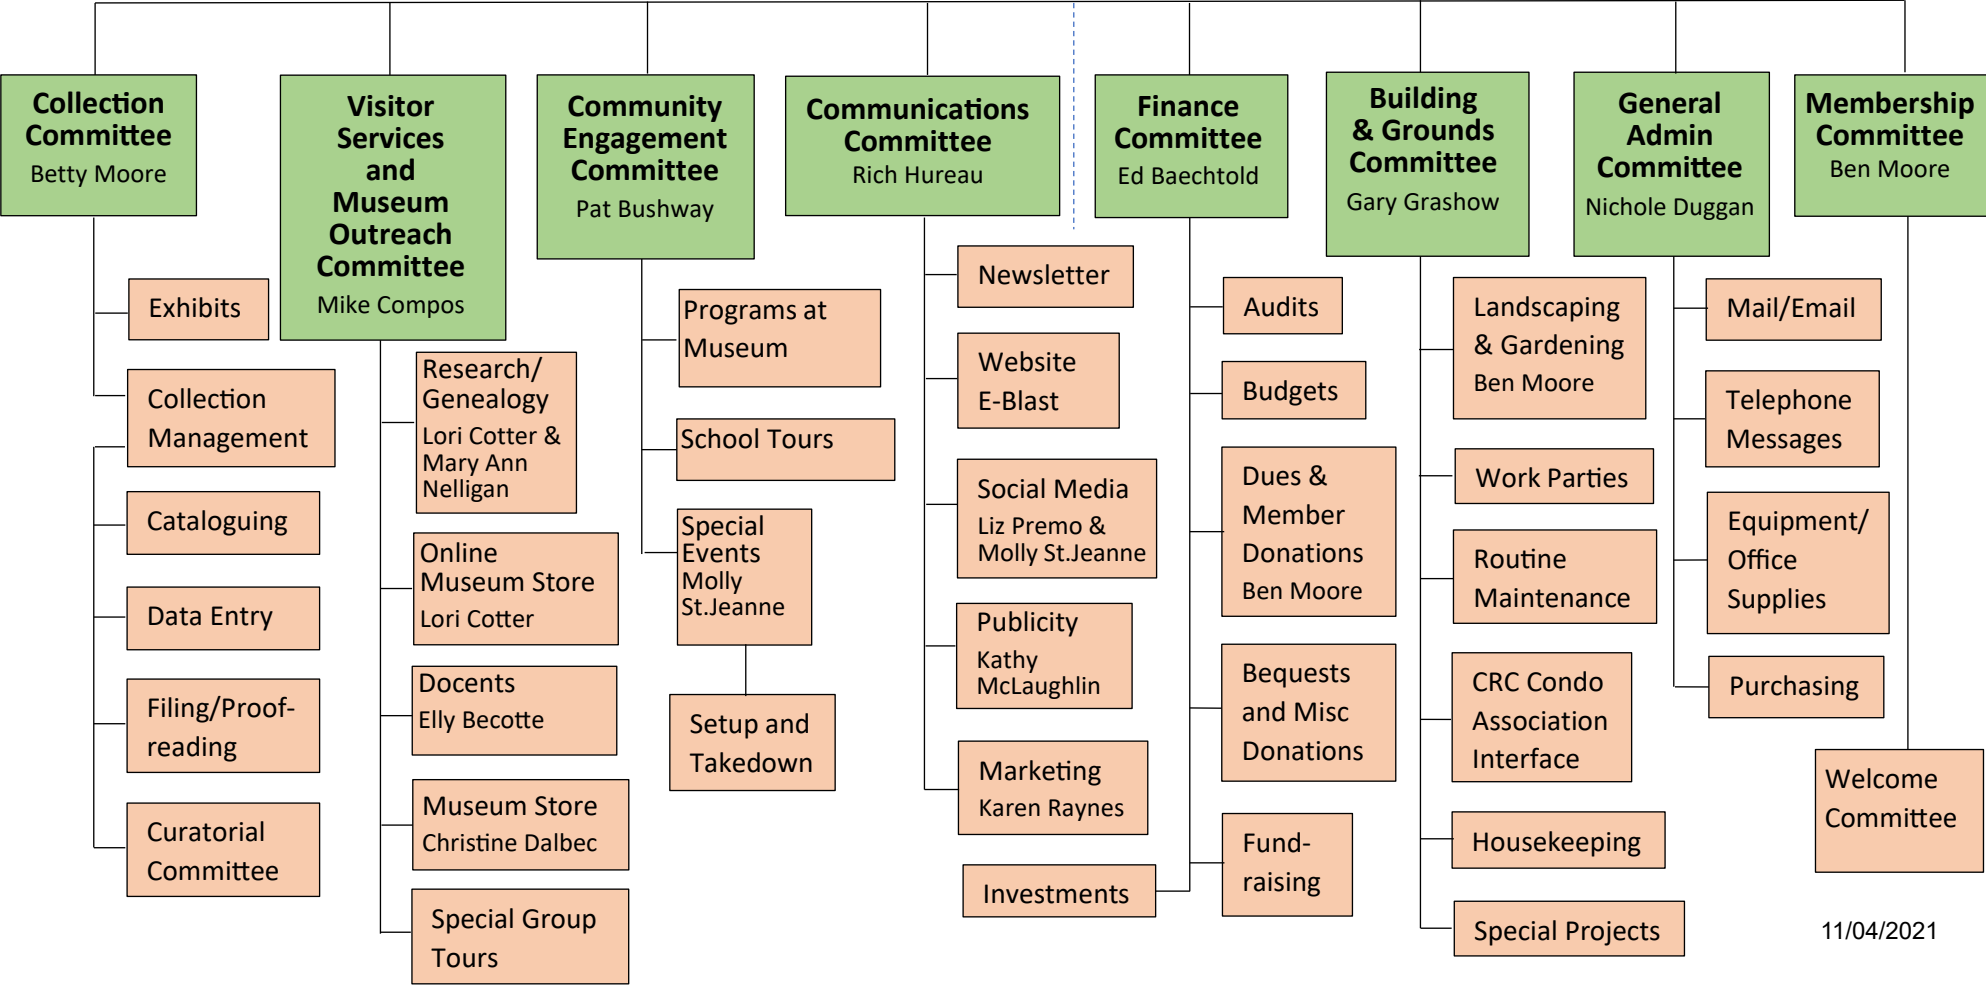 Collection
Committee
Betty Moore
Visitor
Services
and
Museum
Outreach
Committee
Mike Compos
Community
Engagement
Committee
Pat Bushway
Communications
Committee
Rich Hureau
Finance
Committee
Ed Baechtold
Building
& Grounds
Committee
Gary Grashow
General
Admin
Committee
Nichole Duggan
Membership
Committee
Ben Moore
Exhibits
Collection
Management
Cataloguing
Data Entry
Filing/Proof-
reading
Curatorial
Committee
Research/
Genealogy
Lori Cotter &
Mary Ann
Nelligan
Online
Museum Store
Lori Cotter
Docents
Elly Becotte
Museum Store
Christine Dalbec
Special Group
Tours
Programs at
Museum
School Tours
Special
Events
Molly
St.Jeanne
Setup and
Takedown
Newsletter
Website
E-Blast
Social Media
Liz Premo &
Molly St.Jeanne
Publicity
Kathy
McLaughlin
Marketing
Karen Raynes
Investments
Audits
Budgets
Dues &
Member
Donations
Ben Moore
Bequests
and Misc
Donations
Fund-
raising
Landscaping
& Gardening
Ben Moore
Work Parties
Routine
Maintenance
CRC Condo
Association
Interface
Housekeeping
Special Projects
Mail/Email
Telephone
Messages
Equipment/
Office
Supplies
Purchasing
Welcome
Committee
11/04/2021